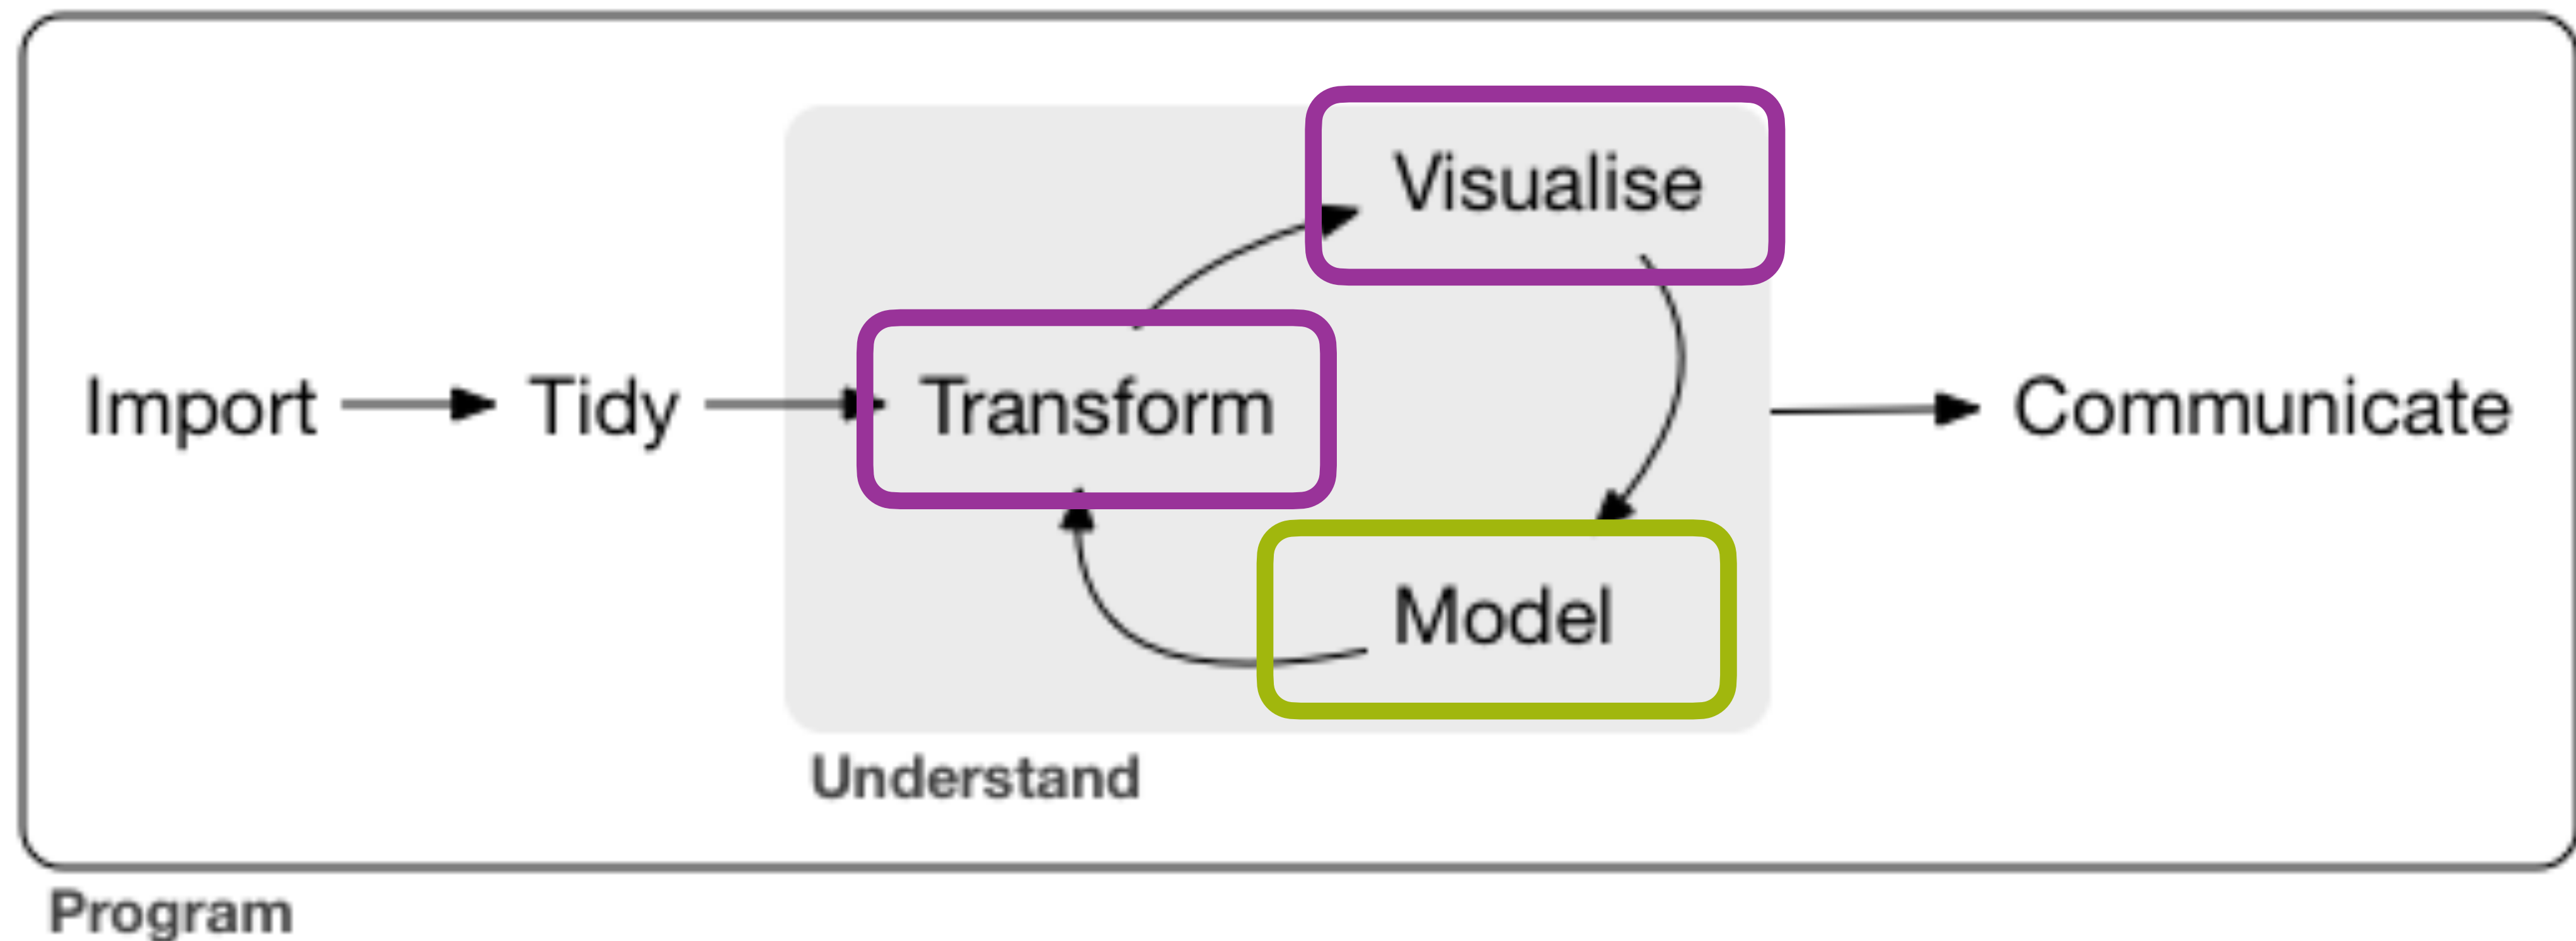 Visualise
Import Tidy Transform Communicate
Model
Understand
Program